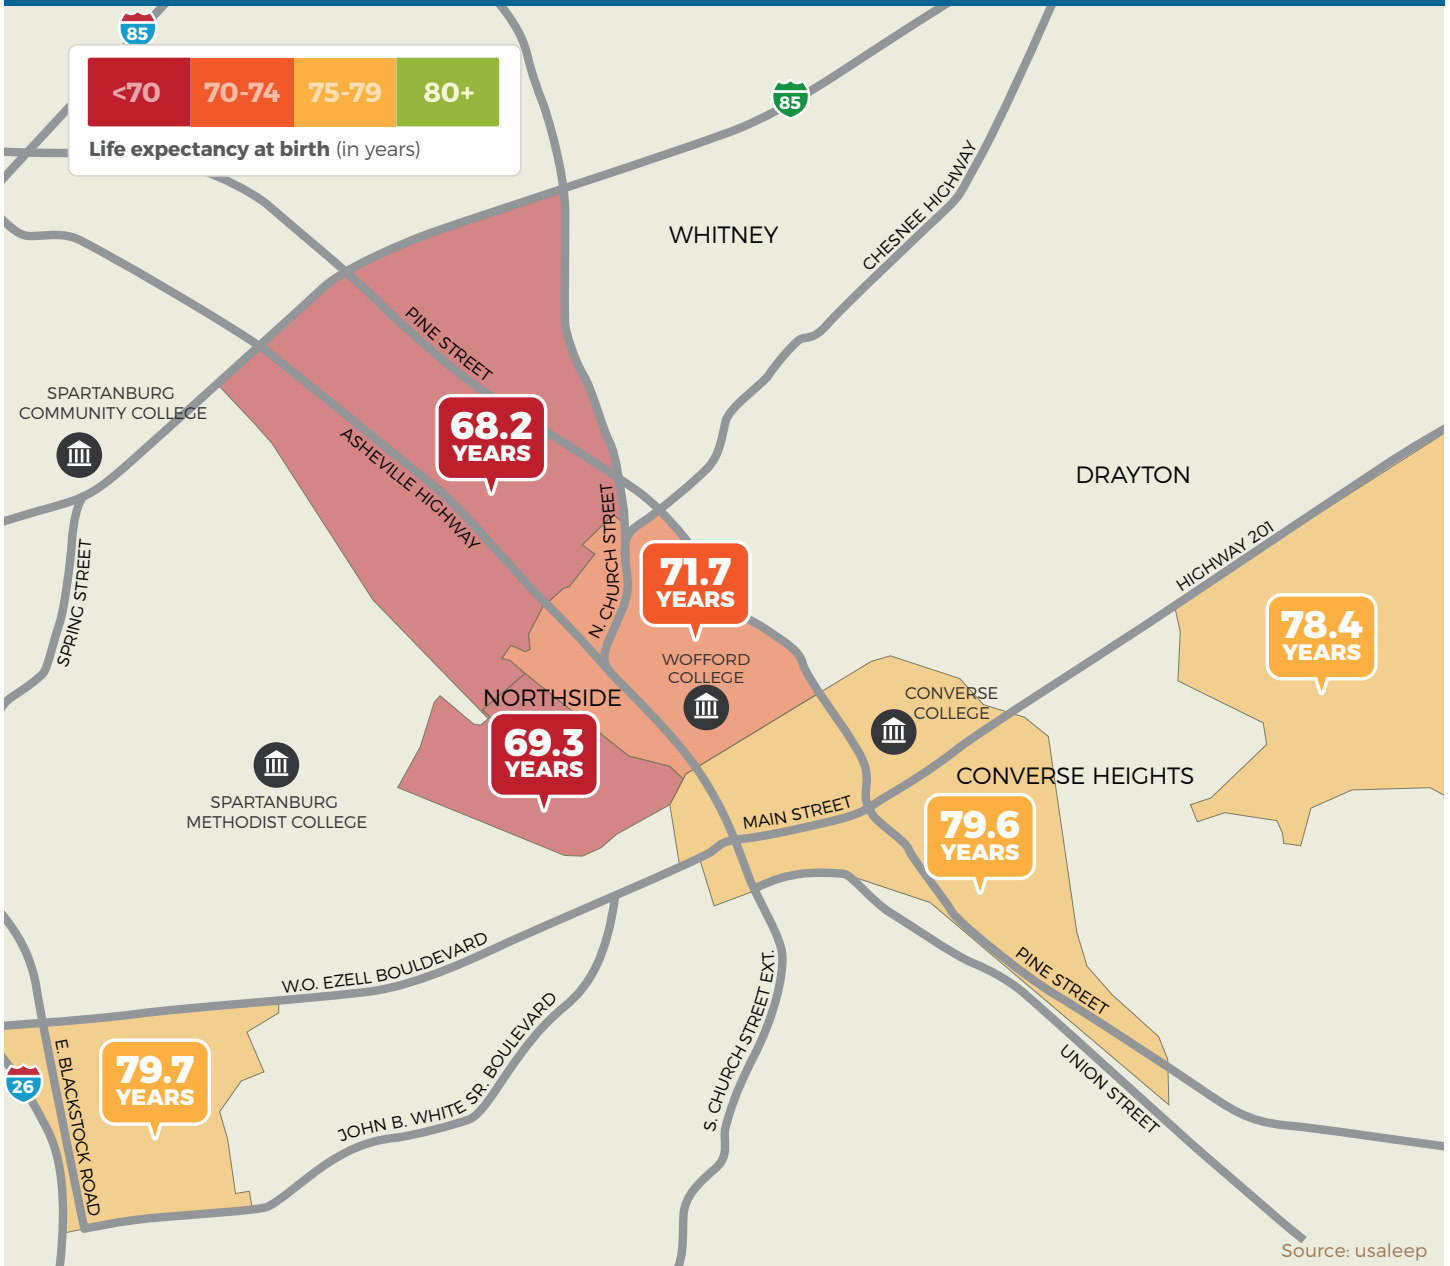 85
<70 70-74 75-79 80+
Life expectancy at birth (in years)
85
WHITNEY
CHESNEE HIGHWAY
PINE STREET
SPARTANBURG
COMMUNITY COLLEGE
68.2
YEARS
ASHEVILLE HIGHWAY
DRAYTON
N. CHURCH STREET
HIGHWAY 201
SPRING STREET
71.7
YEARS
78.4
YEARS
WOFFORD
COLLEGE
NORTHSIDE
CONVERSE
COLLEGE
69.3
YEARS
CONVERSE HEIGHTS
SPARTANBURG
METHODIST COLLEGE
MAIN STREET
79.6
YEARS
W.O. EZELL BOULDEVARD
PINE STREET
S. CHURCH STREET EXT.
JOHN B. WHITE SR. BOULEVARD
26
E. BLACKSTOCK ROAD
79.7
YEARS
UNION STREET
Source: usaleep